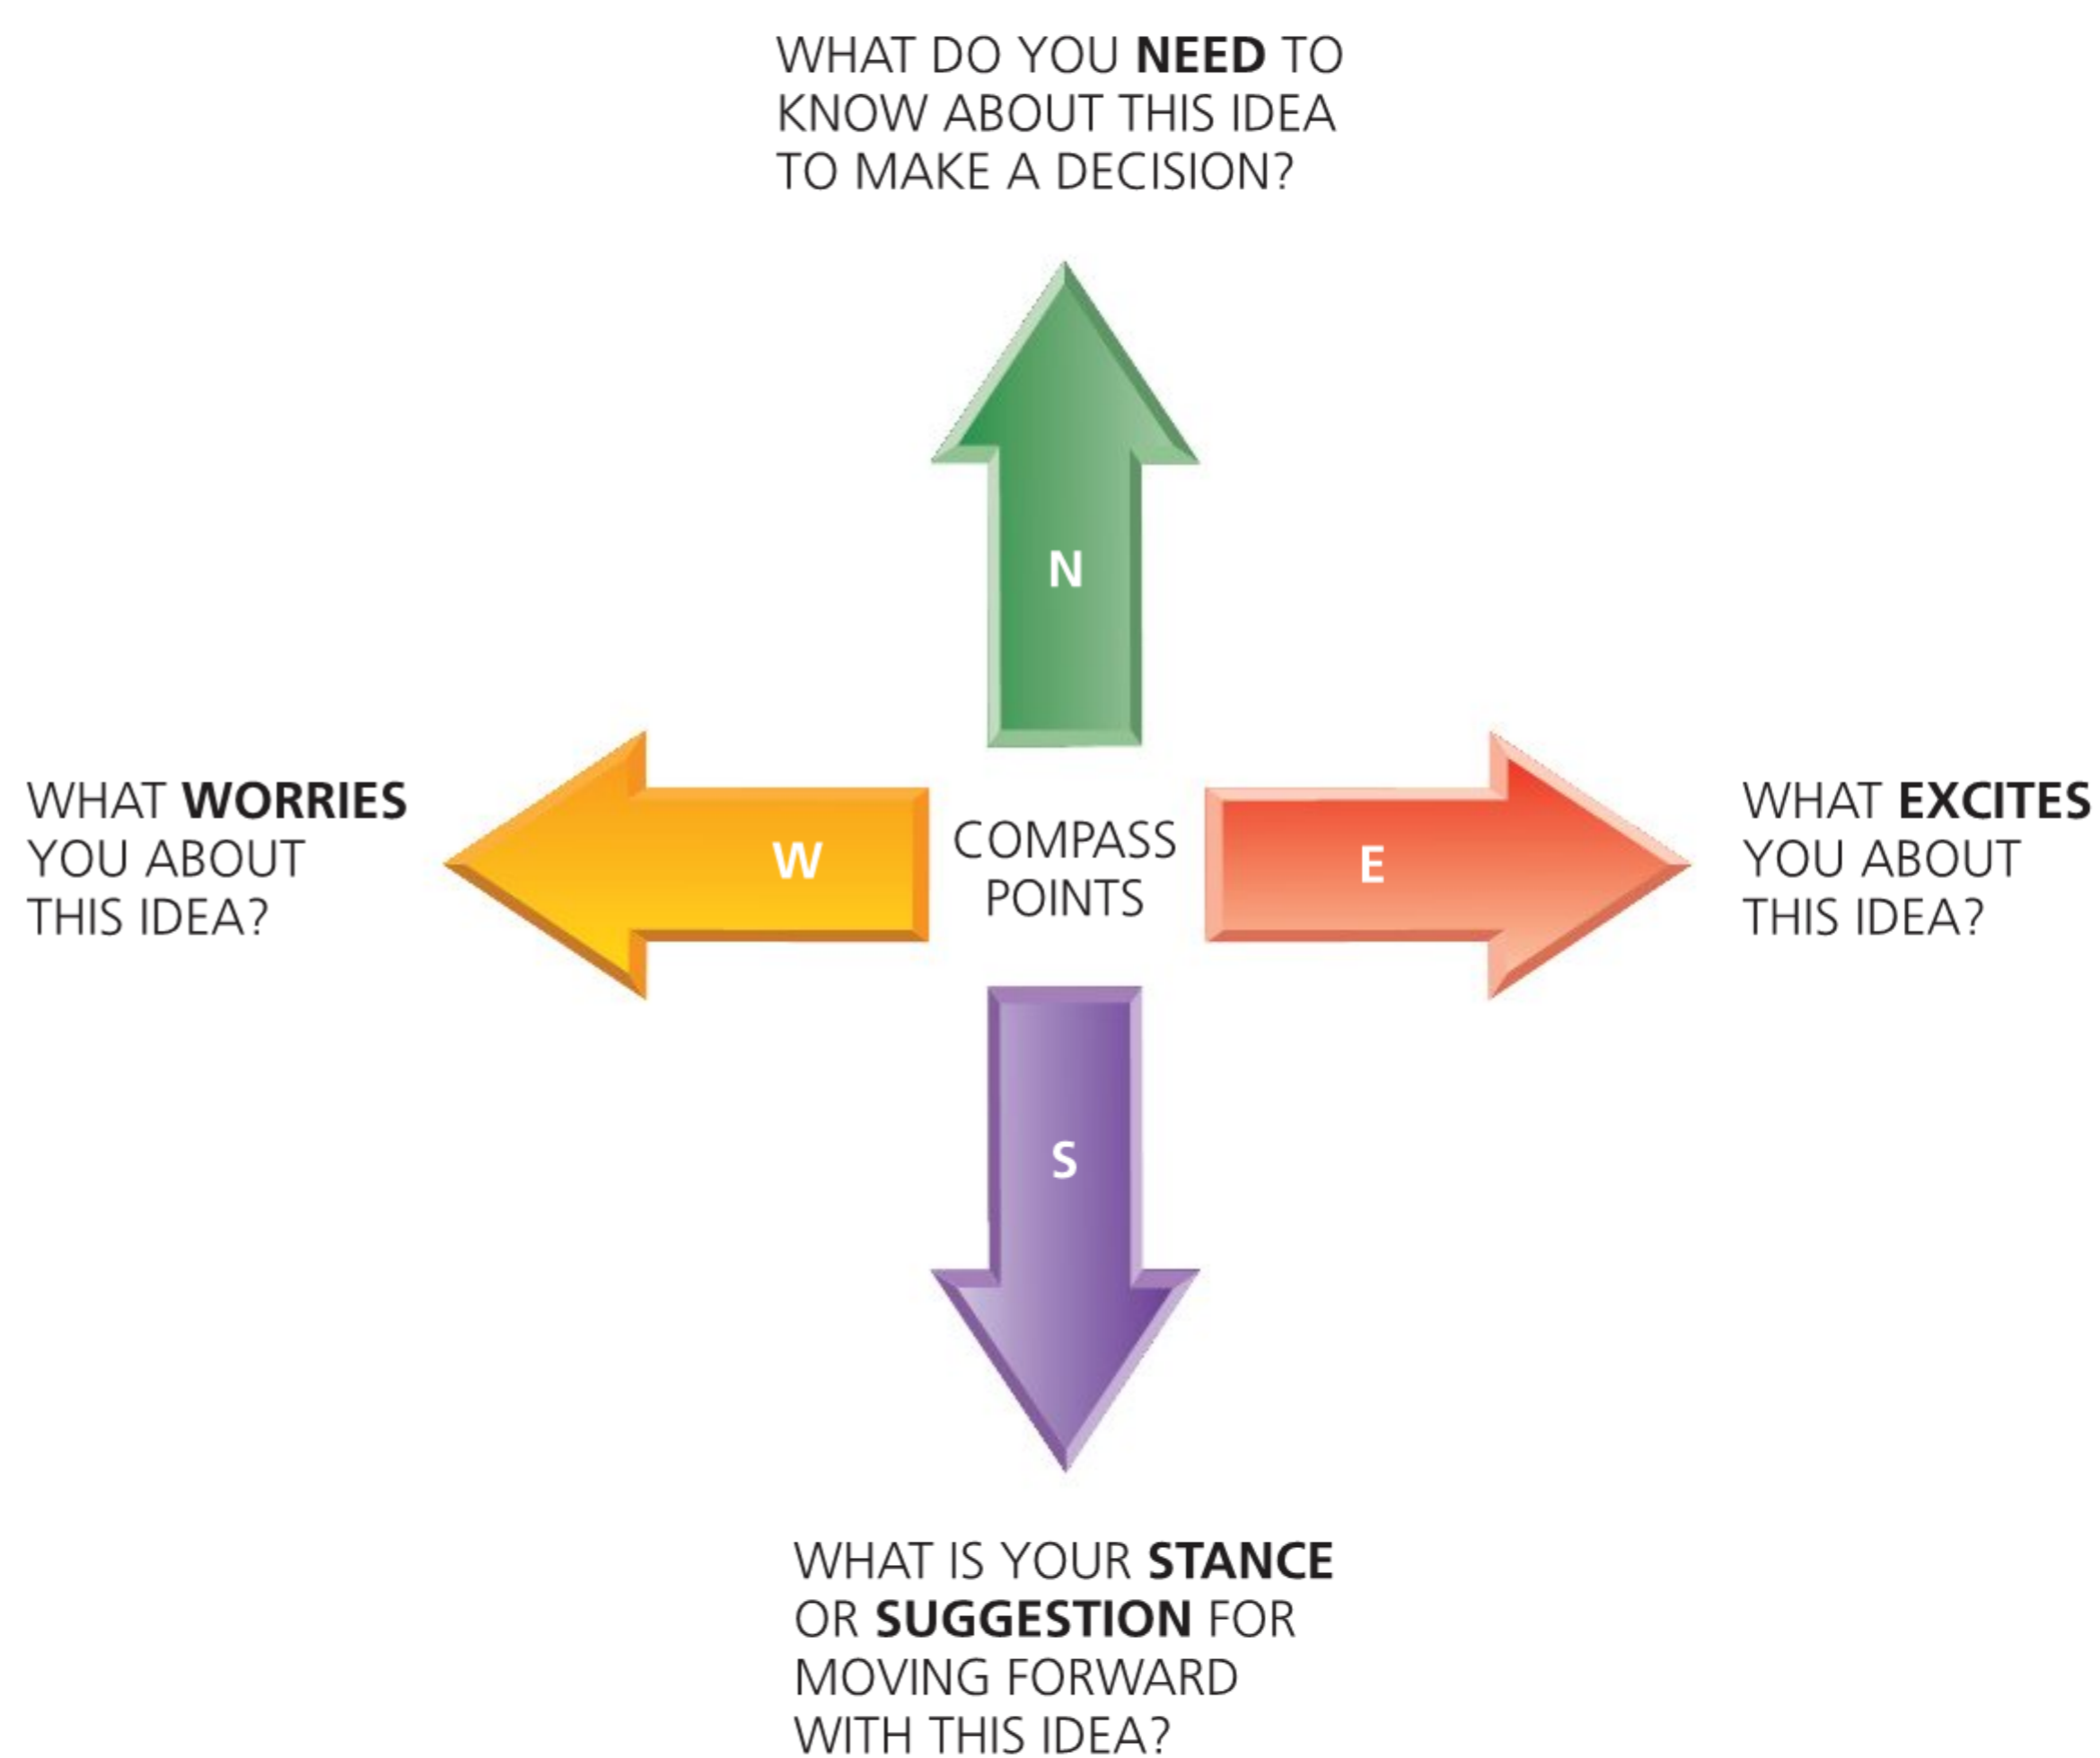 WHAT DO YOU NEED TO
KNOW ABOUT THIS IDEA
TO MAKE A DECISION?
N
WHAT WORRIES
YOU ABOUT
THIS IDEA?
W
COMPASS
POINTS
E
WHAT EXCITES
YOU ABOUT
THIS IDEA?
S
WHAT IS YOUR STANCE
OR SUGGESTION FOR
MOVING FORWARD
WITH THIS IDEA?